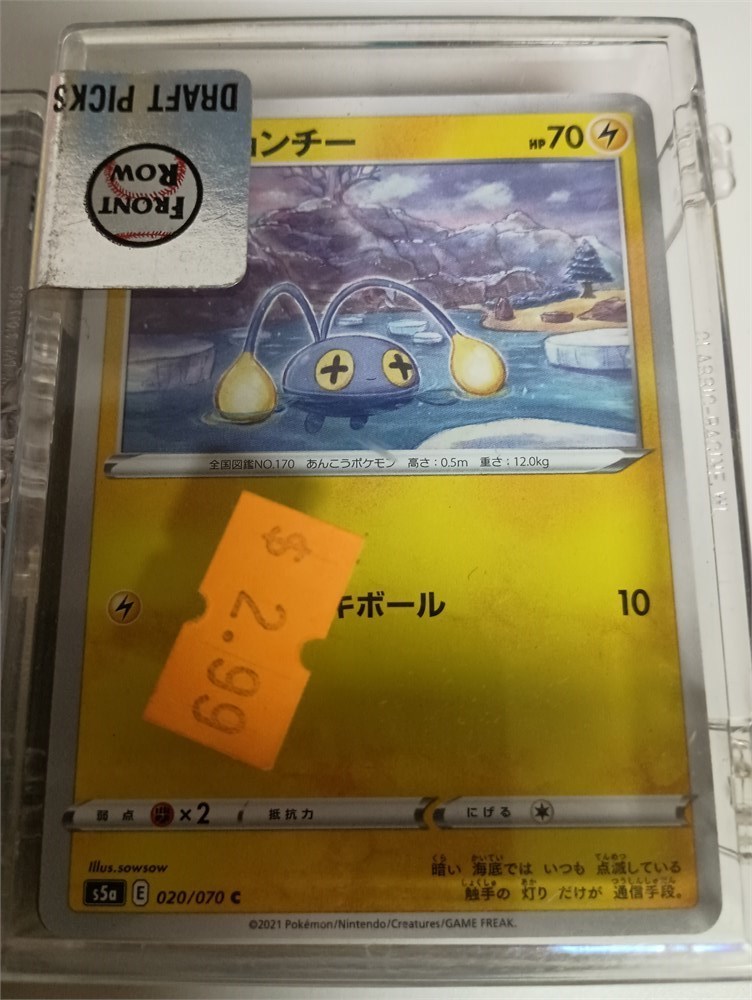 DRAFT PICKS
FRONT
ROW
ョンチー HP70
全国図鑑NO.170 あんこうポケモン 高さ:0.5m 重さ:12.0kg
$2.99
キボール 10
弱点 ×2 抵抗力 にげる
Illus.sowsow
暗い 海底では いつも 点滅している
触手の 灯り だけが 通信手段。
s5a E 020/070 C
©2021 Pokémon/Nintendo/Creatures/GAME FREAK.